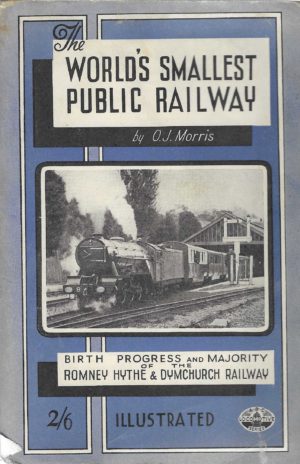 The
WORLD'S SMALLEST
PUBLIC RAILWAY
by O.J. Morris
BIRTH PROGRESS AND MAJORITY
OF THE
ROMNEY HYTHE & DYMCHURCH RAILWAY
2/6 ILLUSTRATED
LOCOMOTIVE